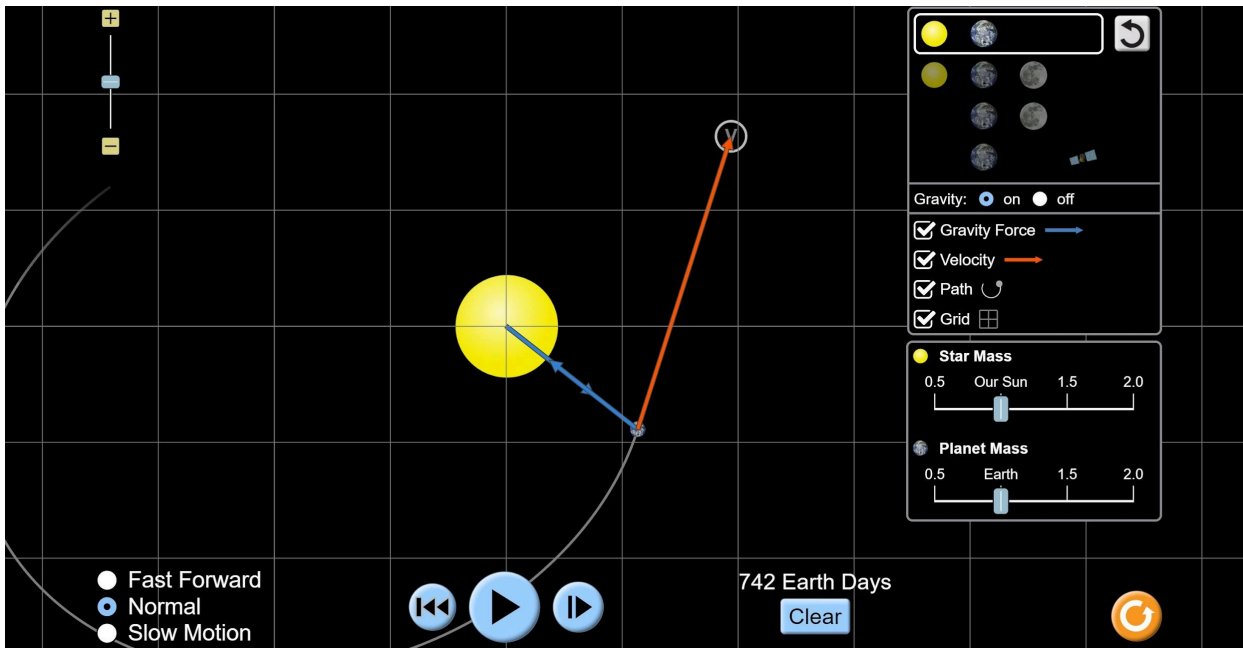 +
−
V
Gravity: on off
Gravity Force
Velocity
Path
Grid
Star Mass
0.5 Our Sun 1.5 2.0
Planet Mass
0.5 Earth 1.5 2.0
Fast Forward
Normal
Slow Motion
742 Earth Days
Clear